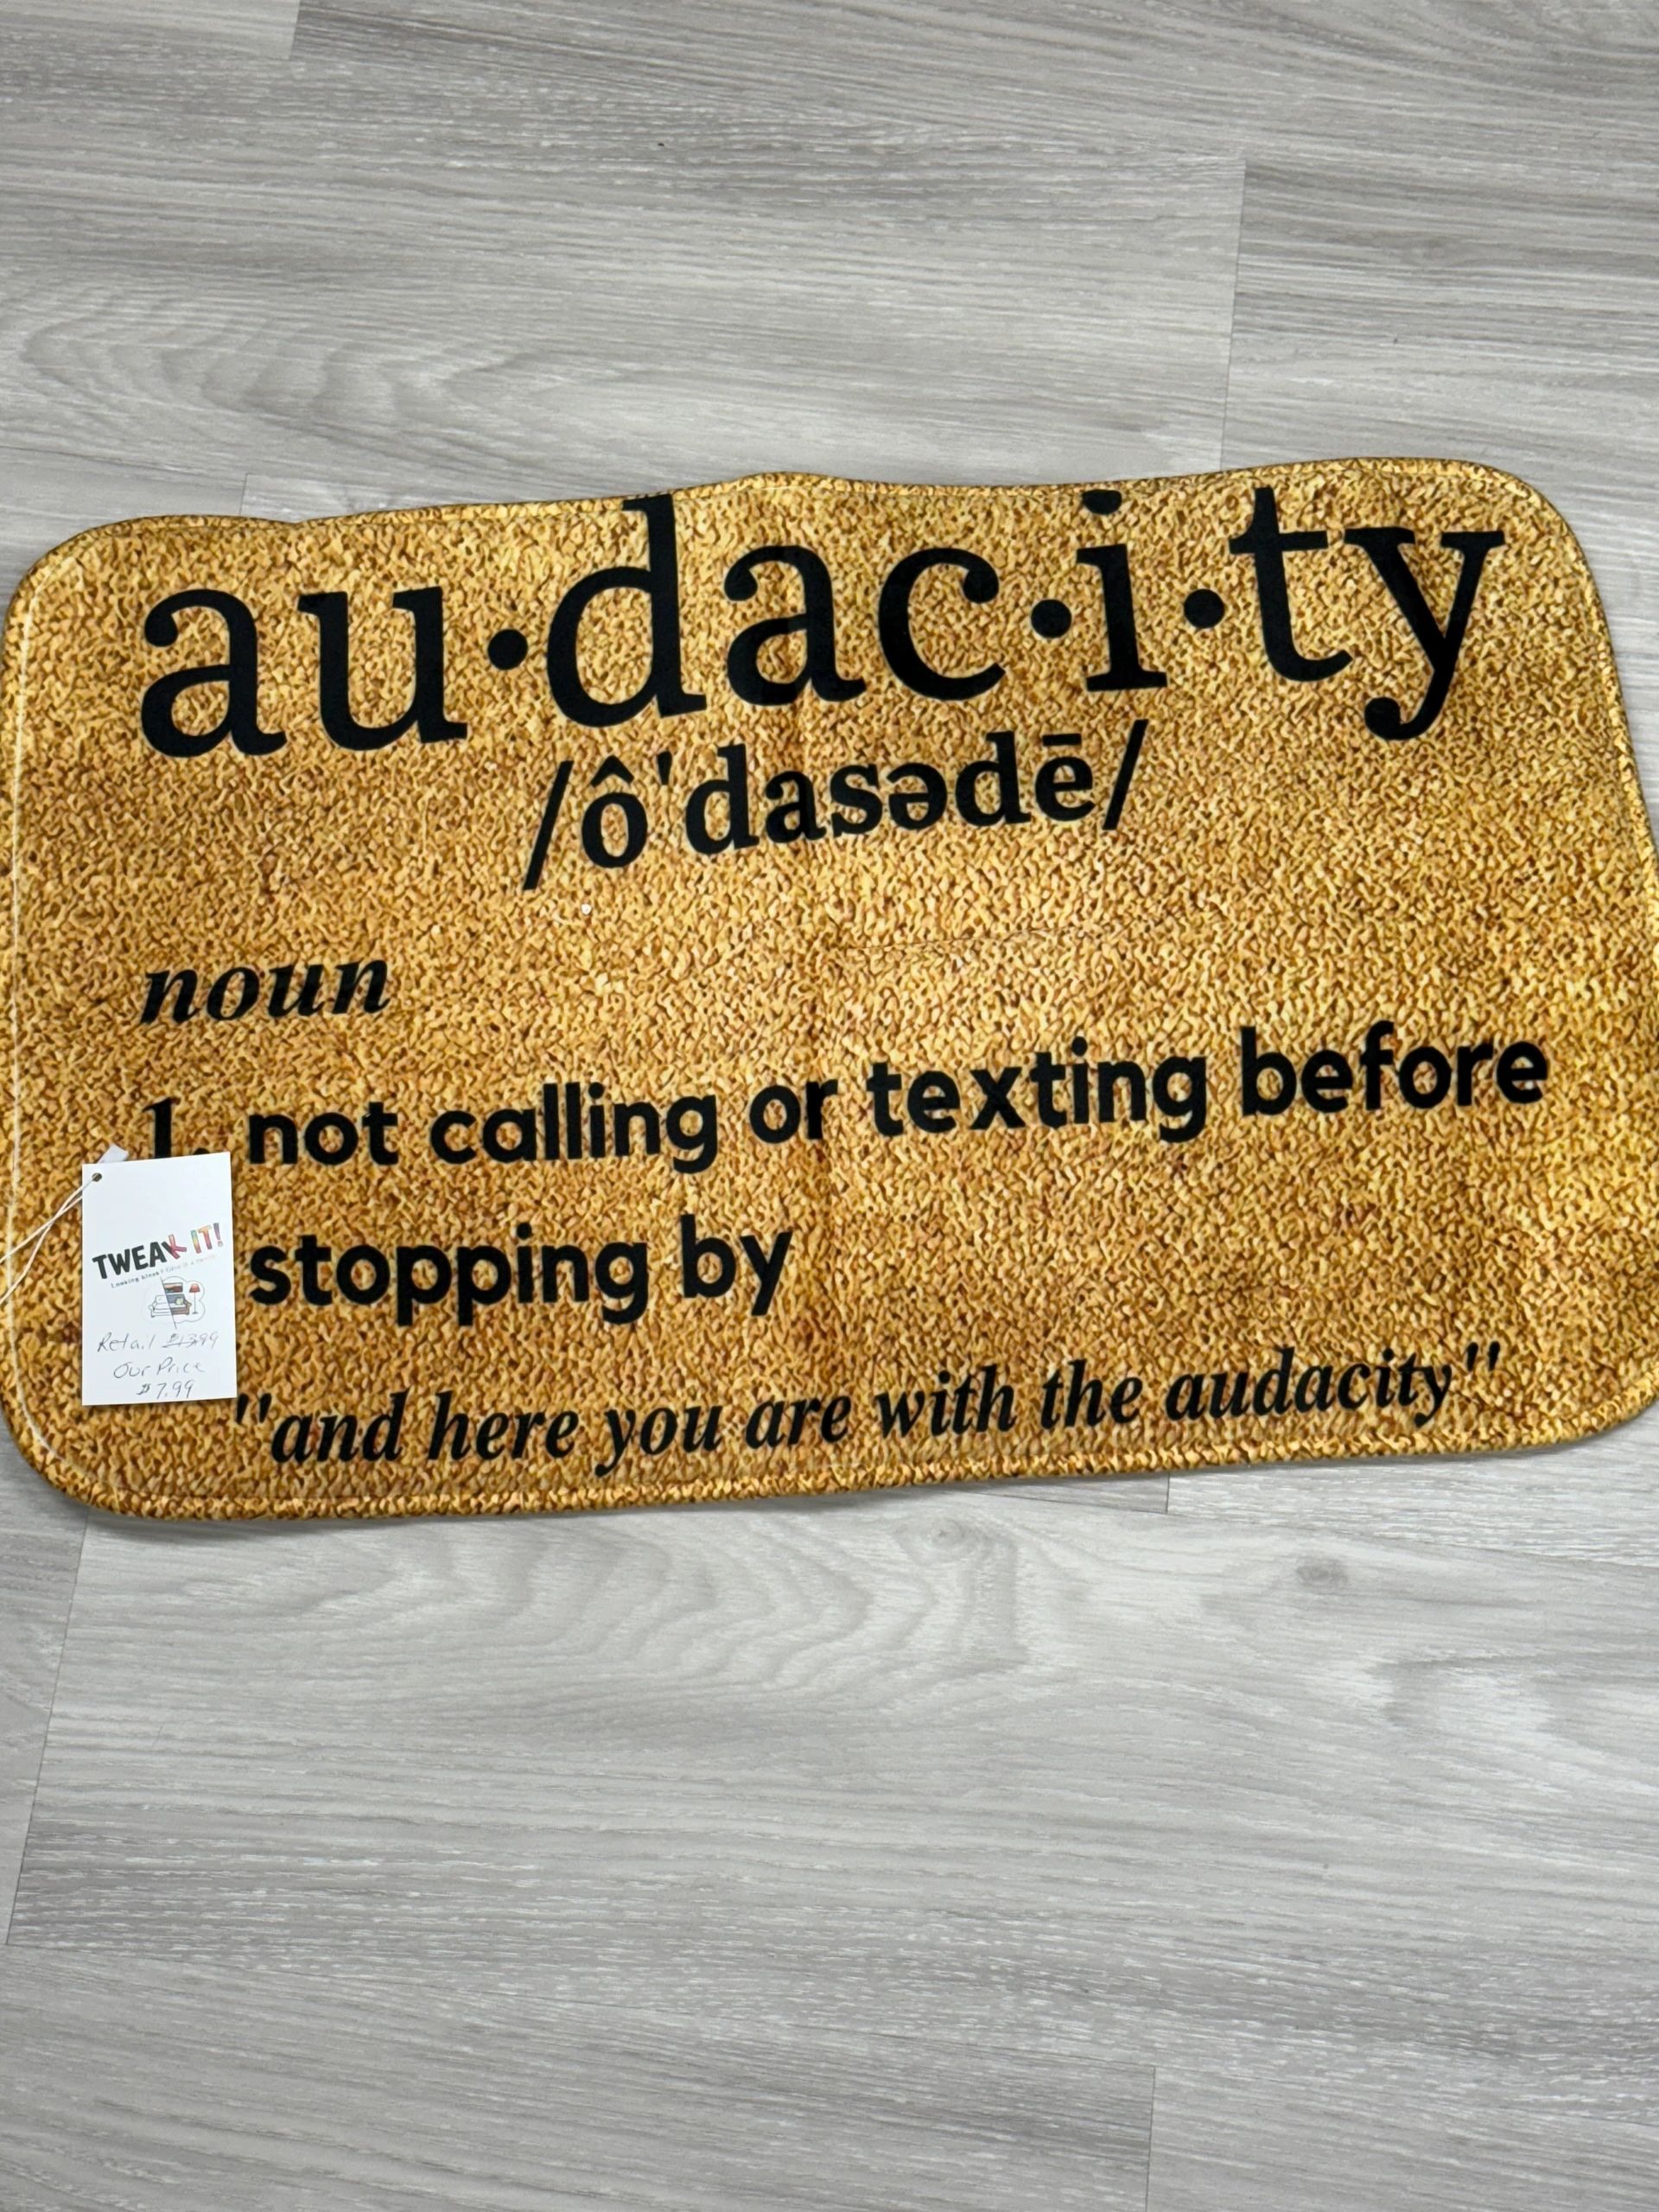 au·dac·i·ty
/ô'dasədē/
noun
1. not calling or texting before
stopping by
"and here you are with the audacity"
TWEAK IT!
Retail $13.99
Our Price
$7.99